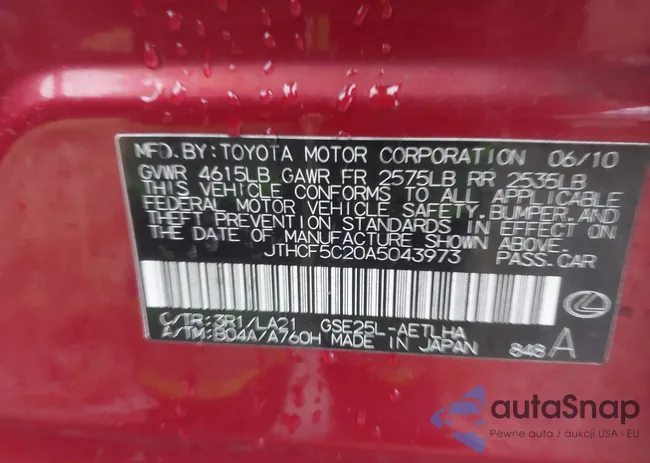 MFD.BY:TOYOTA MOTOR CORPORATION 06/10
GVWR 4615LB GAWR FR 2575LB RR 2535LB
THIS VEHICLE CONFORMS TO ALL APPLICABLE
FEDERAL MOTOR VEHICLE SAFETY,BUMPER,AND
THEFT PREVENTION STANDARDS IN EFFECT ON
THE DATE OF MANUFACTURE SHOWN ABOVE.
JTHCF5C20A5043973 PASS.CAR
C/TR:3R1/LA21 GSE25L-AETLHA
A/TM:B04A/A760H MADE IN JAPAN 848 A
autaSnap
Pewne auta z aukcji USA i EU